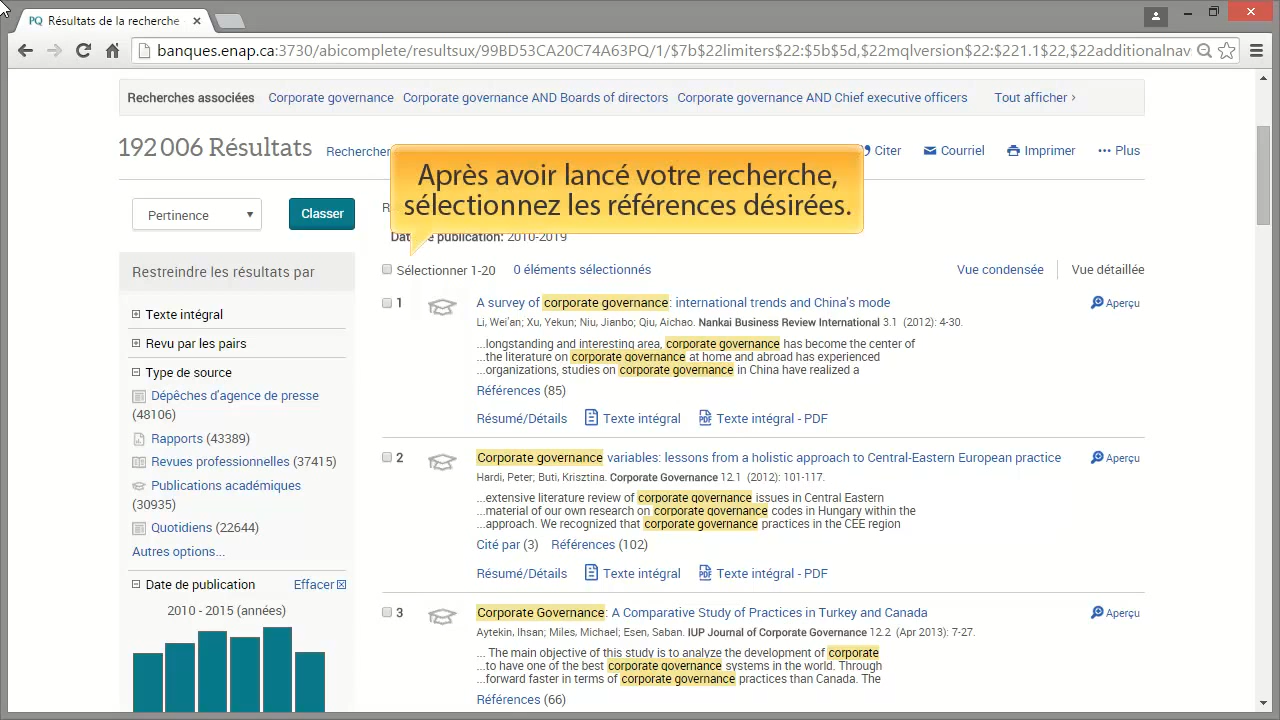 PQ Résultats de la recherche
banques.enap.ca:3730/abicomplete/resultsux/99BD53CA20C74A63PQ/1/$7b$22limiters$22:$5b$5d,$22mqlversion$22:$221.1$22,$22additionalnav
Recherches associées Corporate governance Corporate governance AND Boards of directors Corporate governance AND Chief executive officers Tout afficher ›
192 006 Résultats Rechercher Citer Courriel Imprimer ••• Plus
Après avoir lancé votre recherche,
sélectionnez les références désirées.
Pertinence Classer
publication: 2010-2019
Restreindre les résultats par
Sélectionner 1-20 0 éléments sélectionnés Vue condensée Vue détaillée
Texte intégral
Revu par les pairs
Type de source
Dépêches d'agence de presse
(48106)
Rapports (43389)
Revues professionnelles (37415)
Publications académiques
(30935)
Quotidiens (22644)
Autres options...
Date de publication Effacer
2010 - 2015 (années)
1 A survey of corporate governance: international trends and China's mode Aperçu
Li, Wei'an; Xu, Yekun; Niu, Jianbo; Qiu, Aichao. Nankai Business Review International 3.1 (2012): 4-30.
...longstanding and interesting area, corporate governance has become the center of
...the literature on corporate governance at home and abroad has experienced
...organizations, studies on corporate governance in China have realized a
Références (85)
Résumé/Détails Texte intégral PDF Texte intégral - PDF
2 Corporate governance variables: lessons from a holistic approach to Central-Eastern European practice Aperçu
Hardi, Peter; Buti, Krisztina. Corporate Governance 12.1 (2012): 101-117.
...extensive literature review of corporate governance issues in Central Eastern
...material of our own research on corporate governance codes in Hungary within the
...approach. We recognized that corporate governance practices in the CEE region
Cité par (3) Références (102)
Résumé/Détails Texte intégral PDF Texte intégral - PDF
3 Corporate Governance: A Comparative Study of Practices in Turkey and Canada Aperçu
Aytekin, Ihsan; Miles, Michael; Esen, Saban. IUP Journal of Corporate Governance 12.2 (Apr 2013): 7-27.
... The main objective of this study is to analyze the development of corporate
...to have one of the best corporate governance systems in the world. Through
...forward faster in terms of corporate governance practices than Canada. The
Références (66)